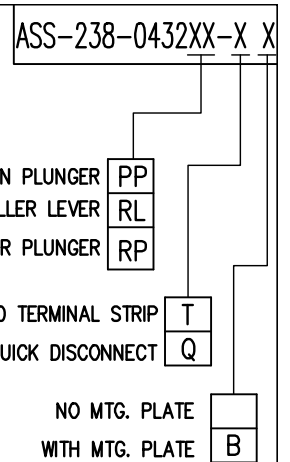 ASS-238-0432XX-X X
N PLUNGER PP
LLER LEVER RL
R PLUNGER RP
O TERMINAL STRIP T
UICK DISCONNECT Q
NO MTG. PLATE
WITH MTG. PLATE B